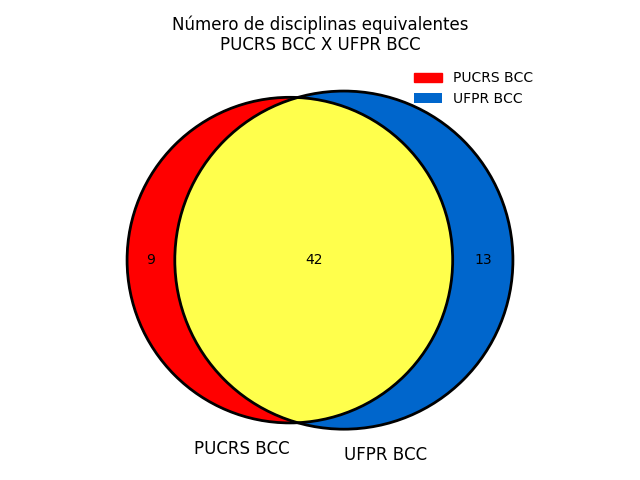 Número de disciplinas equivalentes
PUCRS BCC X UFPR BCC
PUCRS BCC
UFPR BCC
9
42
13
PUCRS BCC
UFPR BCC